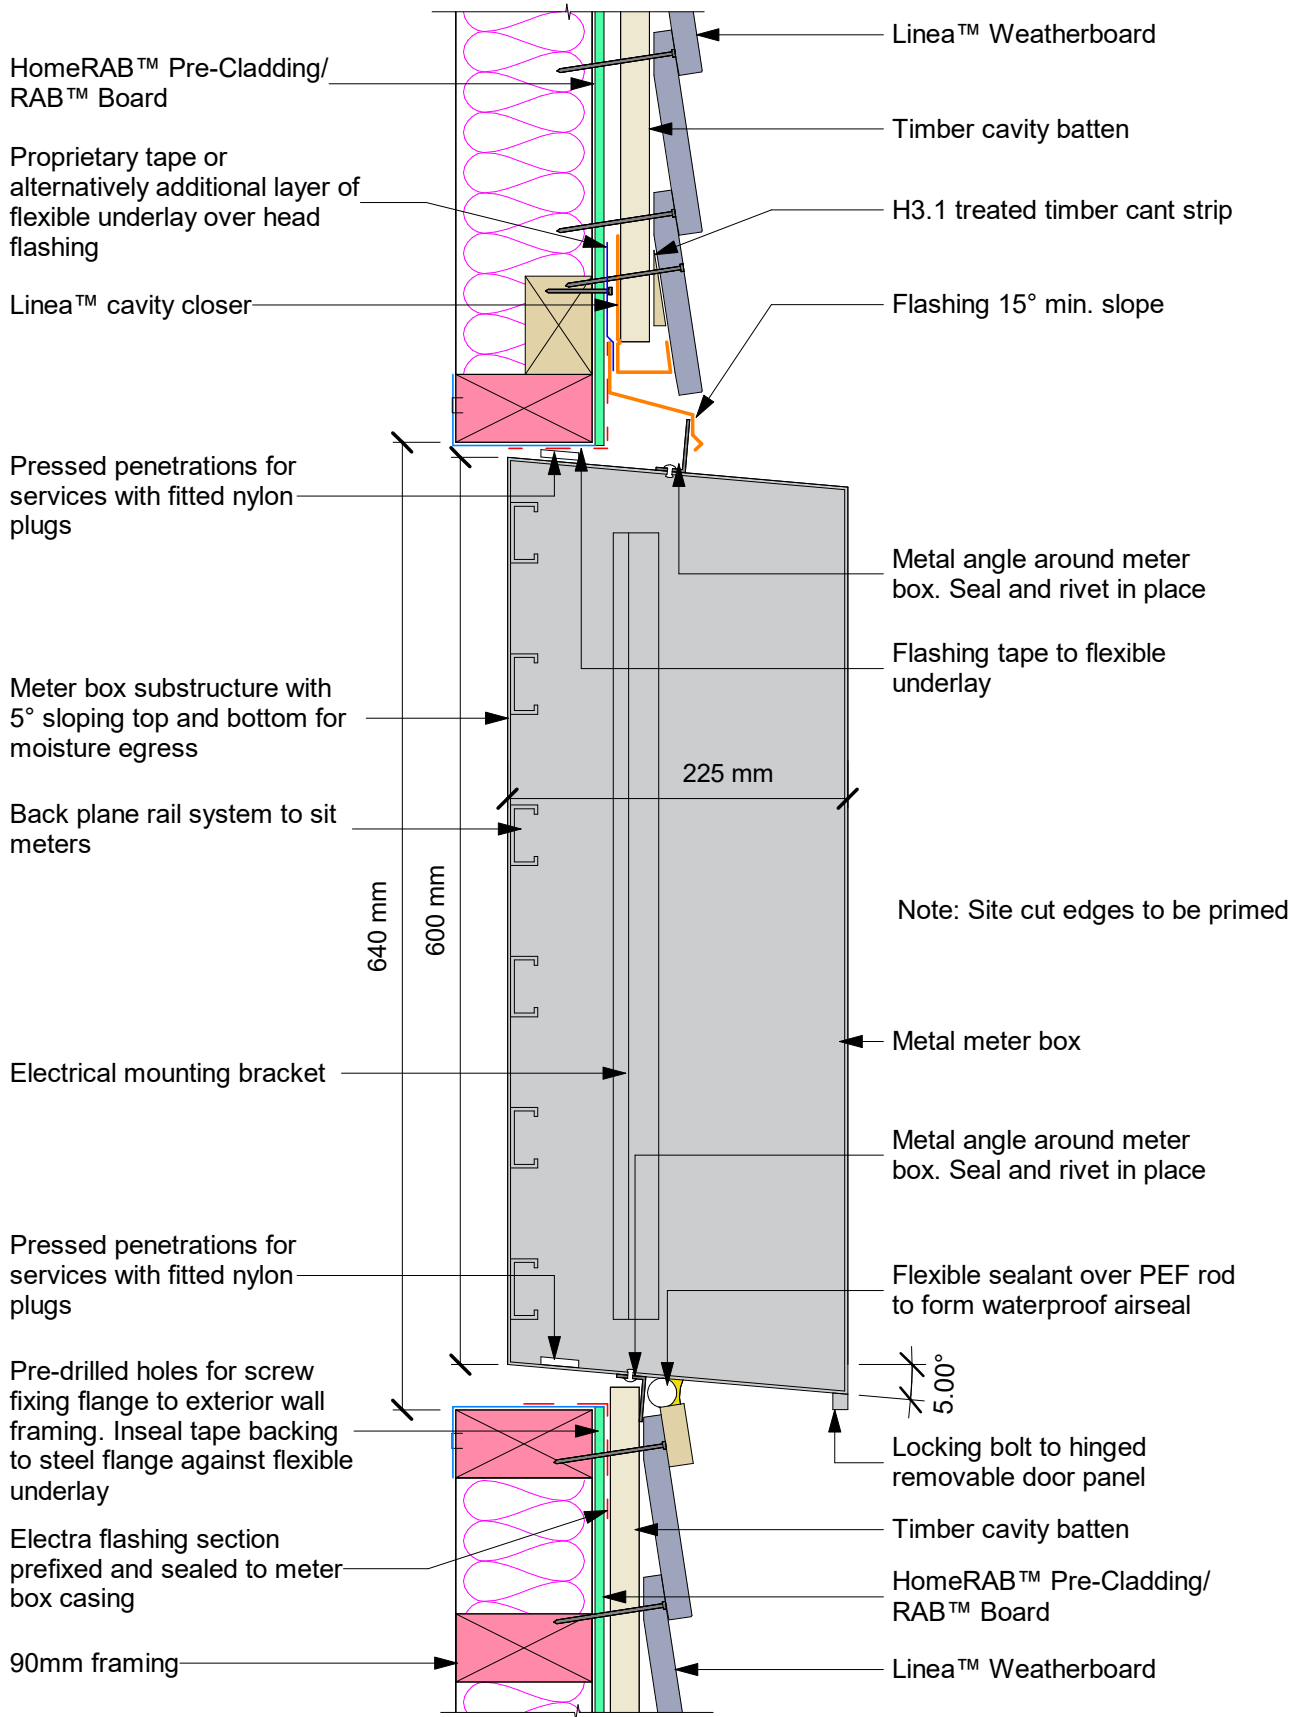 HomeRAB™ Pre-Cladding/
RAB™ Board
Proprietary tape or
alternatively additional layer of
flexible underlay over head
flashing
Linea™ cavity closer
Pressed penetrations for
services with fitted nylon
plugs
Meter box substructure with
5° sloping top and bottom for
moisture egress
Back plane rail system to sit
meters
Electrical mounting bracket
Pressed penetrations for
services with fitted nylon
plugs
Pre-drilled holes for screw
fixing flange to exterior wall
framing. Inseal tape backing
to steel flange against flexible
underlay
Electra flashing section
prefixed and sealed to meter
box casing
90mm framing
640 mm
600 mm
225 mm
Linea™ Weatherboard
Timber cavity batten
H3.1 treated timber cant strip
Flashing 15° min. slope
Metal angle around meter
box. Seal and rivet in place
Flashing tape to flexible
underlay
Note: Site cut edges to be primed
Metal meter box
Metal angle around meter
box. Seal and rivet in place
Flexible sealant over PEF rod
to form waterproof airseal
5.00°
Locking bolt to hinged
removable door panel
Timber cavity batten
HomeRAB™ Pre-Cladding/
RAB™ Board
Linea™ Weatherboard